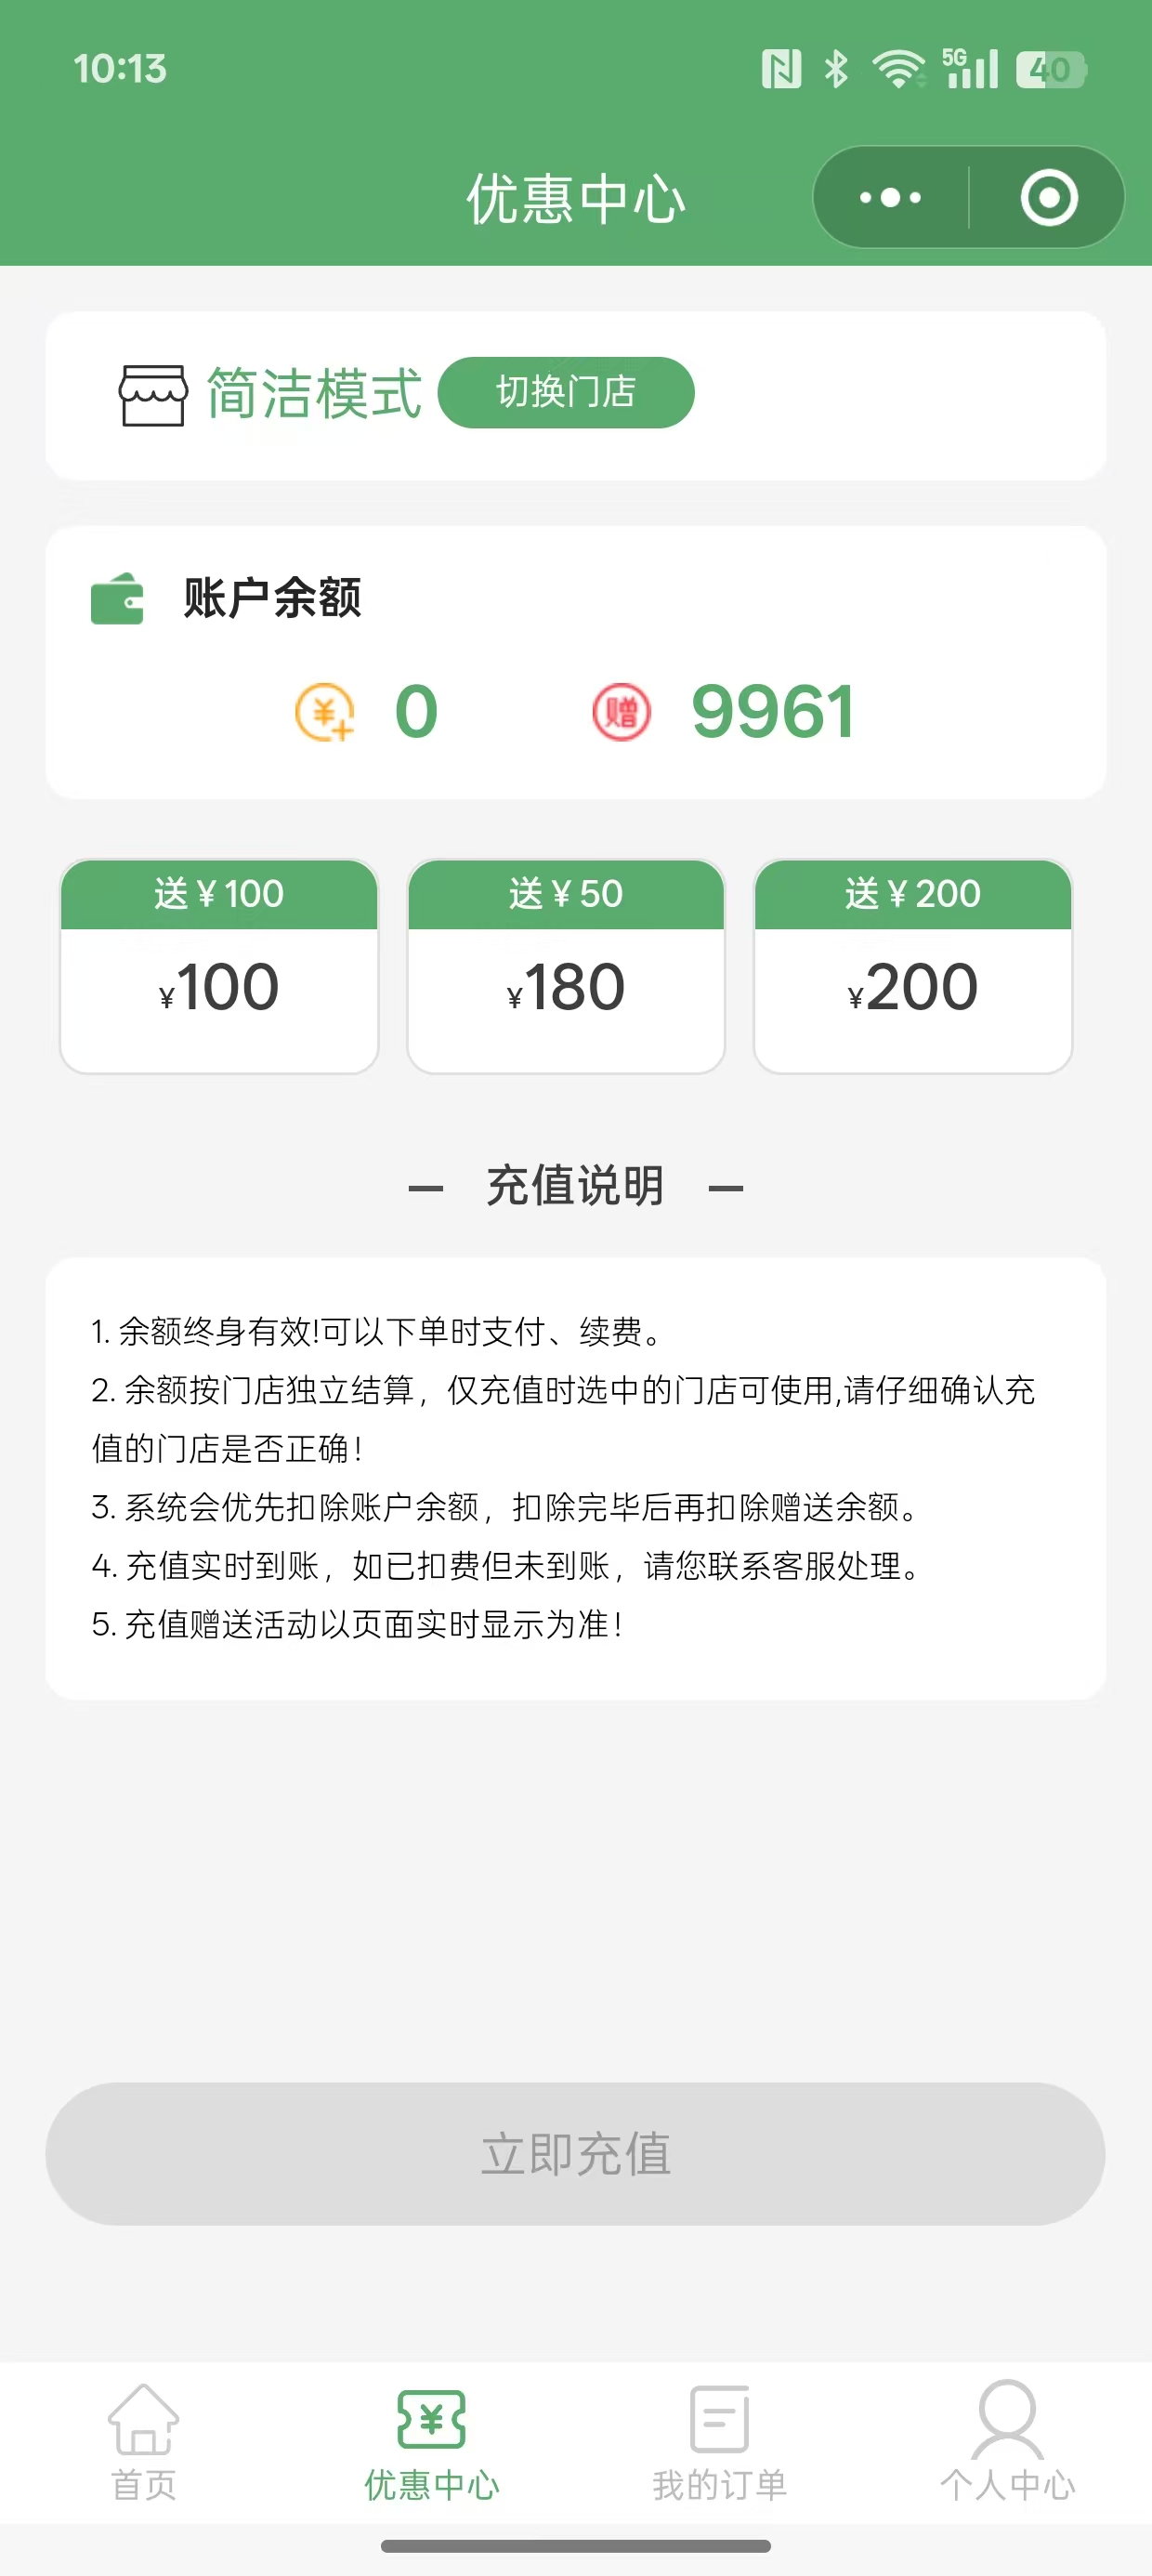 10:13
5G
40
优惠中心
简洁模式
切换门店
账户余额
¥ 0
赠 9961
送￥100
送￥50
送￥200
¥100
¥180
¥200
— 充值说明 —
1. 余额终身有效!可以下单时支付、续费。
2. 余额按门店独立结算，仅充值时选中的门店可使用,请仔细确认充
值的门店是否正确！
3. 系统会优先扣除账户余额，扣除完毕后再扣除赠送余额。
4. 充值实时到账，如已扣费但未到账，请您联系客服处理。
5. 充值赠送活动以页面实时显示为准！
立即充值
首页
优惠中心
我的订单
个人中心